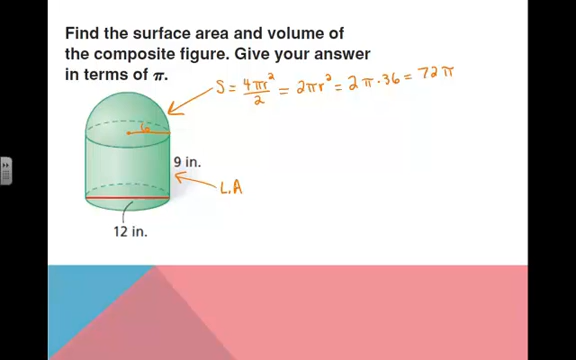 Find the surface area and volume of
the composite figure. Give your answer
in terms of π.
S = 4πr²/2 = 2πr² = 2π·36 = 72π
6
9 in.
L.A
12 in.